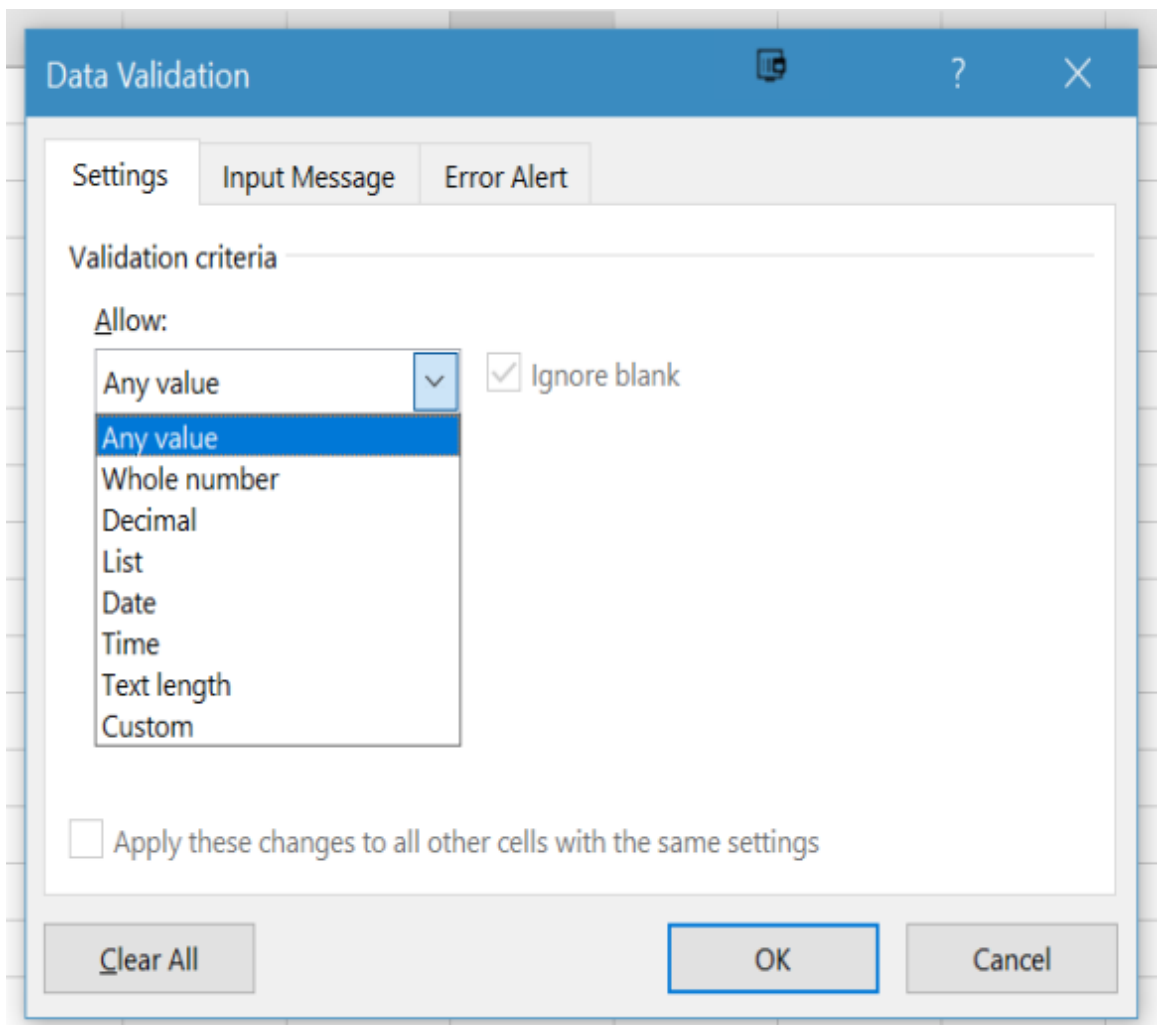 Data Validation ?
Settings Input Message Error Alert
Validation criteria
Allow:
Any value Ignore blank
Any value
Whole number
Decimal
List
Date
Time
Text length
Custom
Apply these changes to all other cells with the same settings
Clear All OK Cancel